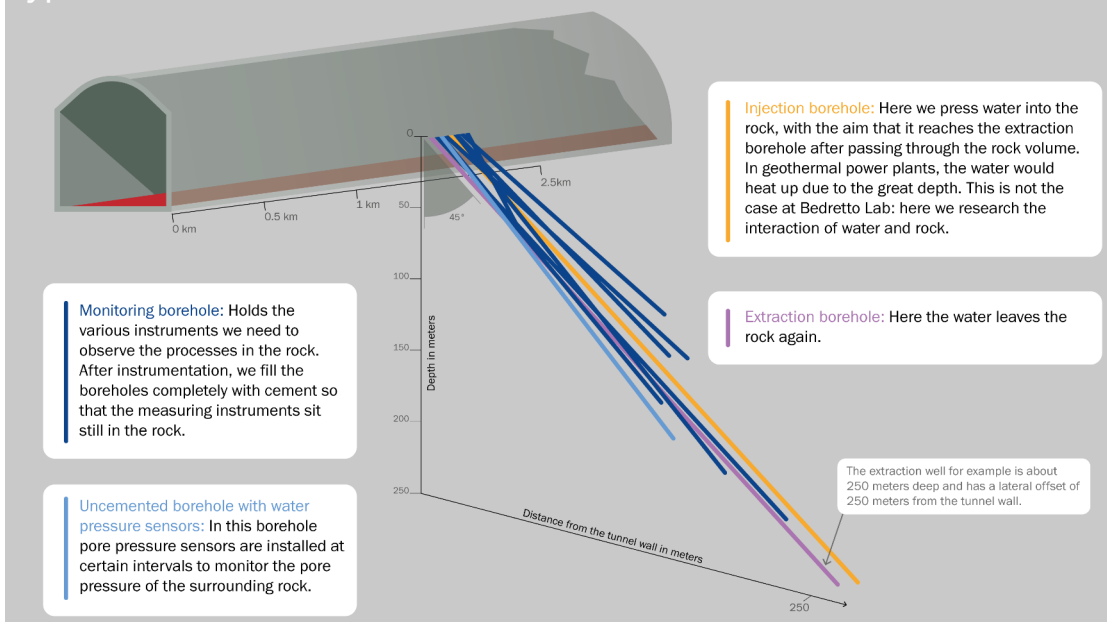 0
50
100
150
200
250
Depth in meters
0 km
0.5 km
1 km
2.5km
45°
Distance from the tunnel wall in meters
250
Injection borehole: Here we press water into the
rock, with the aim that it reaches the extraction
borehole after passing through the rock volume.
In geothermal power plants, the water would
heat up due to the great depth. This is not the
case at Bedretto Lab: here we research the
interaction of water and rock.
Monitoring borehole: Holds the
various instruments we need to
observe the processes in the rock.
After instrumentation, we fill the
boreholes completely with cement so
that the measuring instruments sit
still in the rock.
Extraction borehole: Here the water leaves the
rock again.
The extraction well for example is about
250 meters deep and has a lateral offset of
250 meters from the tunnel wall.
Uncemented borehole with water
pressure sensors: In this borehole
pore pressure sensors are installed at
certain intervals to monitor the pore
pressure of the surrounding rock.